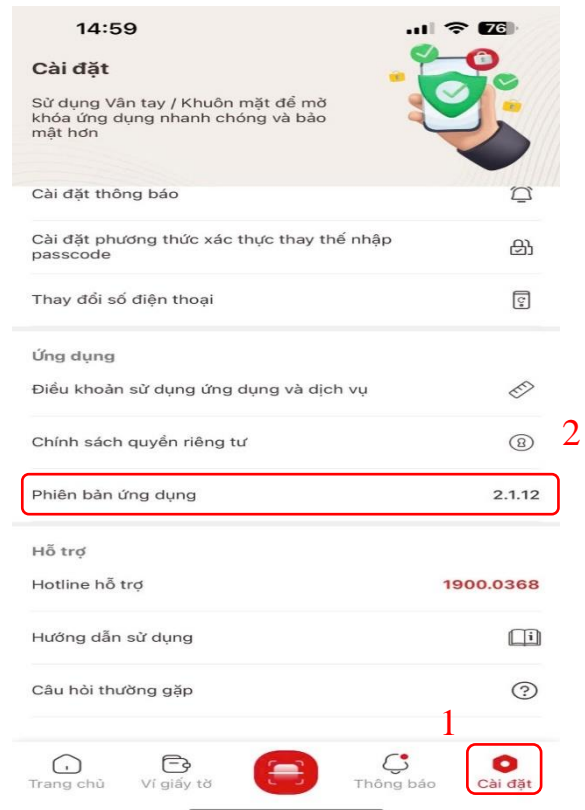 14:59
76
Cài đặt
Sử dụng Vân tay / Khuôn mặt để mở
khóa ứng dụng nhanh chóng và bảo
mật hơn
Cài đặt thông báo
Cài đặt phương thức xác thực thay thế nhập
passcode
Thay đổi số điện thoại
Ứng dụng
Điều khoản sử dụng ứng dụng và dịch vụ
Chính sách quyền riêng tư
2
Phiên bản ứng dụng 2.1.12
Hỗ trợ
Hotline hỗ trợ 1900.0368
Hướng dẫn sử dụng
Câu hỏi thường gặp
1
Trang chủ Ví giấy tờ Thông báo Cài đặt